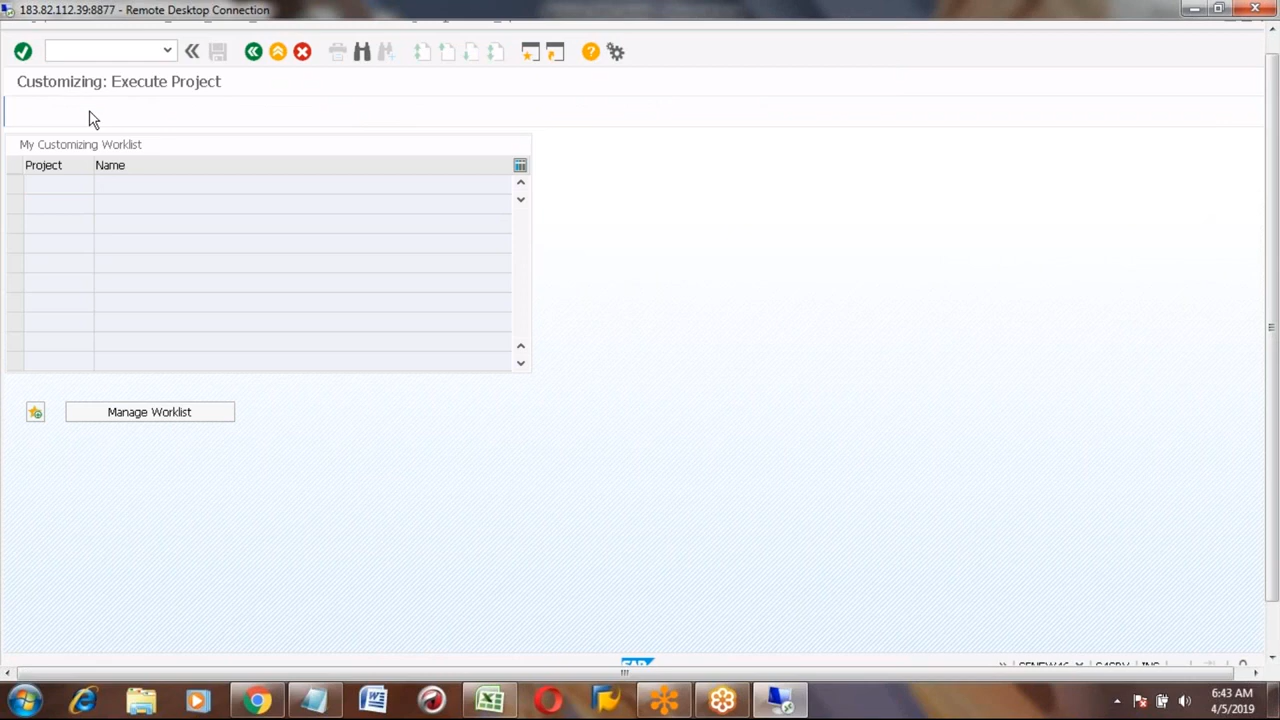 183.82.112.39:8877 - Remote Desktop Connection
Customizing: Execute Project
My Customizing Worklist
Project Name
Manage Worklist
SAP
6:43 AM
4/5/2019